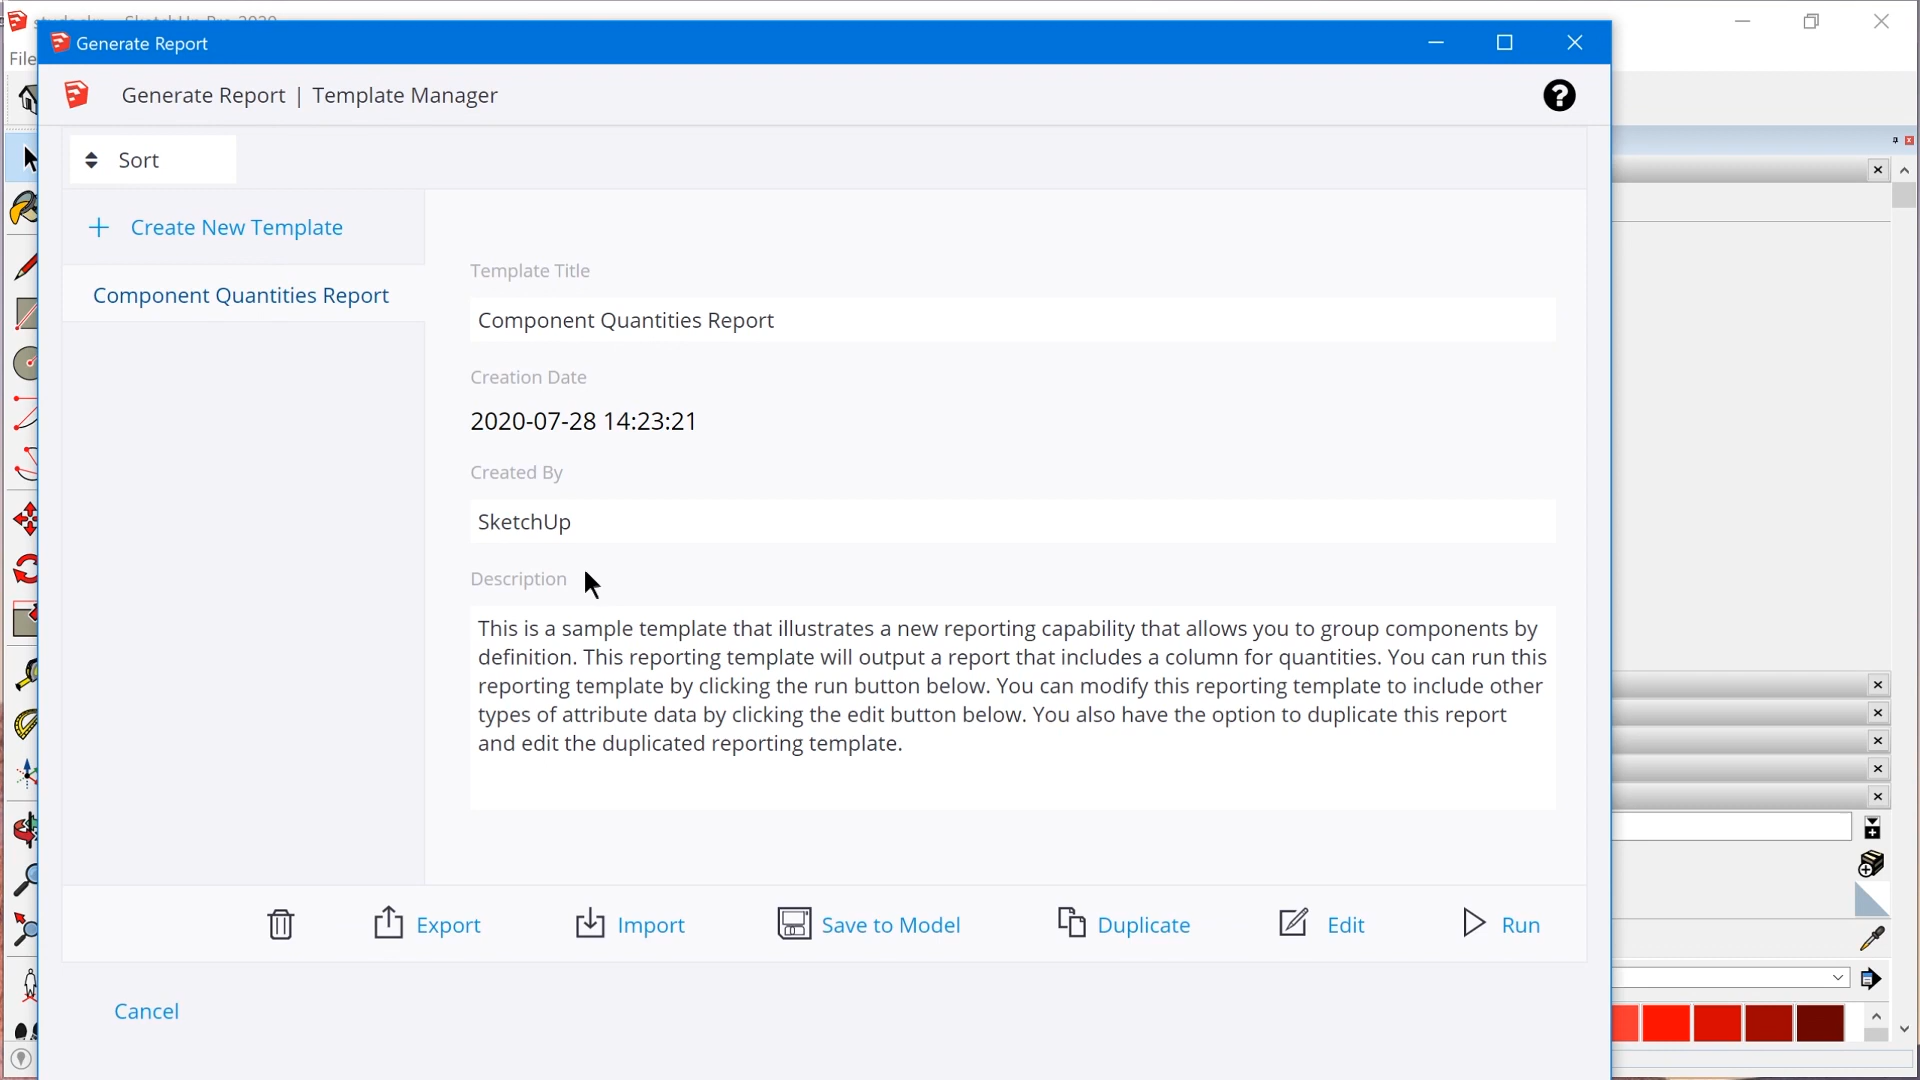 Generate Report
File
Generate Report | Template Manager
Sort
Create New Template
Component Quantities Report
Template Title
Component Quantities Report
Creation Date
2020-07-28 14:23:21
Created By
SketchUp
Description
This is a sample template that illustrates a new reporting capability that allows you to group components by
definition. This reporting template will output a report that includes a column for quantities. You can run this
reporting template by clicking the run button below. You can modify this reporting template to include other
types of attribute data by clicking the edit button below. You also have the option to duplicate this report
and edit the duplicated reporting template.
Export
Import
Save to Model
Duplicate
Edit
Run
Cancel